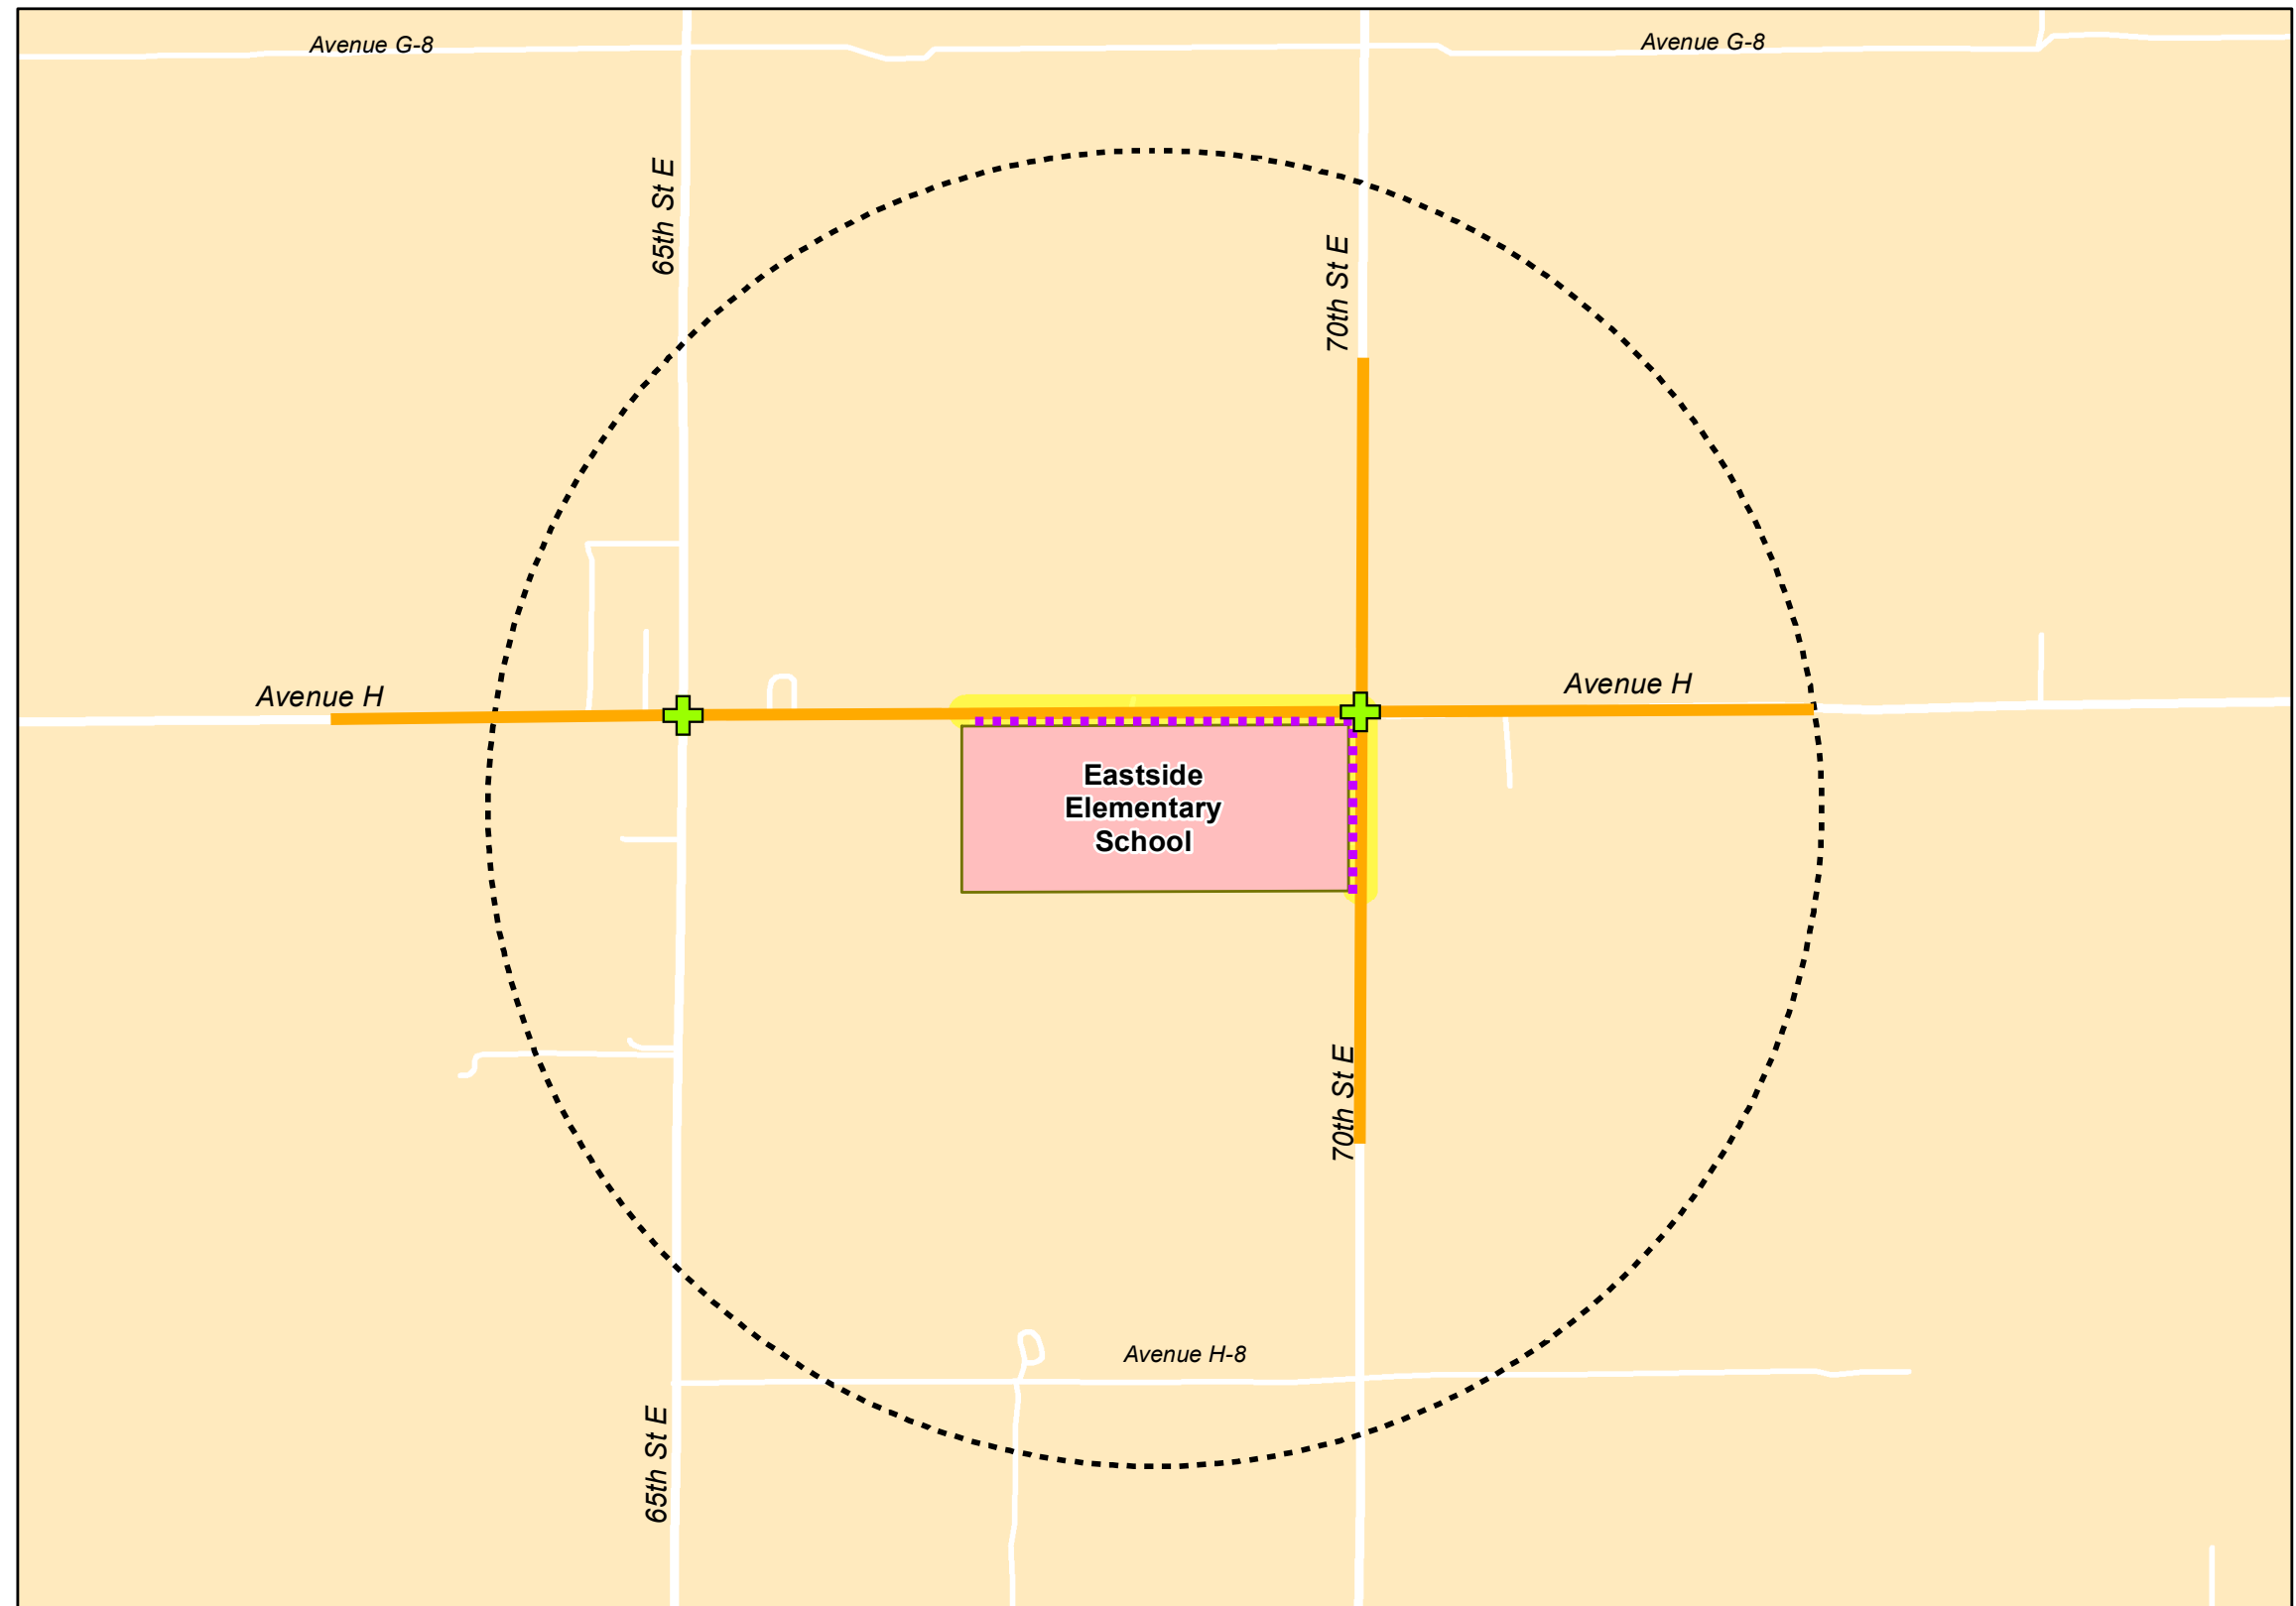 Avenue G-8
Avenue G-8
65th St E
70th St E
Avenue H
Avenue H
Eastside
Elementary
School
70th St E
Avenue H-8
65th St E